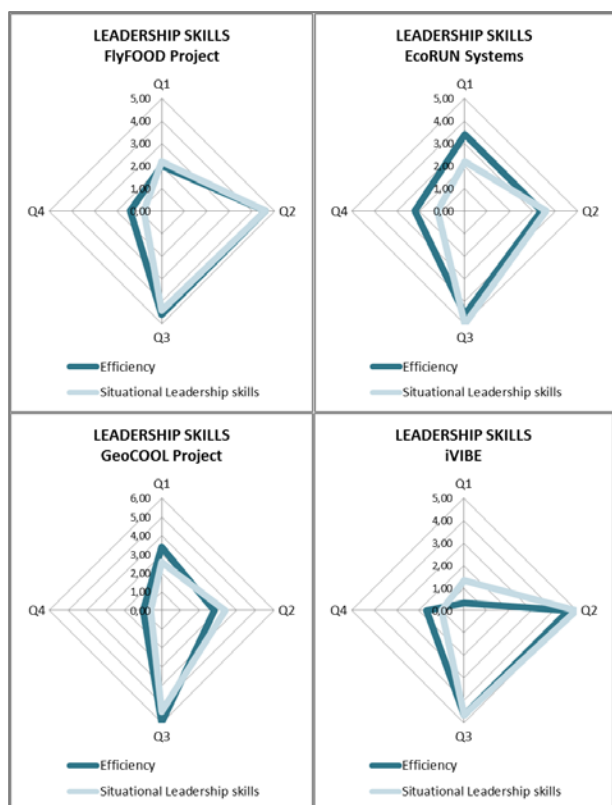 LEADERSHIP SKILLS
FlyFOOD Project
Q1
5,00
4,00
3,00
2,00
1,00
0,00
Q4
Q2
Q3
Efficiency
Situational Leadership skills
LEADERSHIP SKILLS
EcoRUN Systems
Q1
5,00
4,00
3,00
2,00
1,00
0,00
Q4
Q2
Q3
Efficiency
Situational Leadership skills
LEADERSHIP SKILLS
GeoCOOL Project
Q1
6,00
5,00
4,00
3,00
2,00
1,00
0,00
Q4
Q2
Q3
Efficiency
Situational Leadership skills
LEADERSHIP SKILLS
iVIBE
Q1
5,00
4,00
3,00
2,00
1,00
0,00
Q4
Q2
Q3
Efficiency
Situational Leadership skills